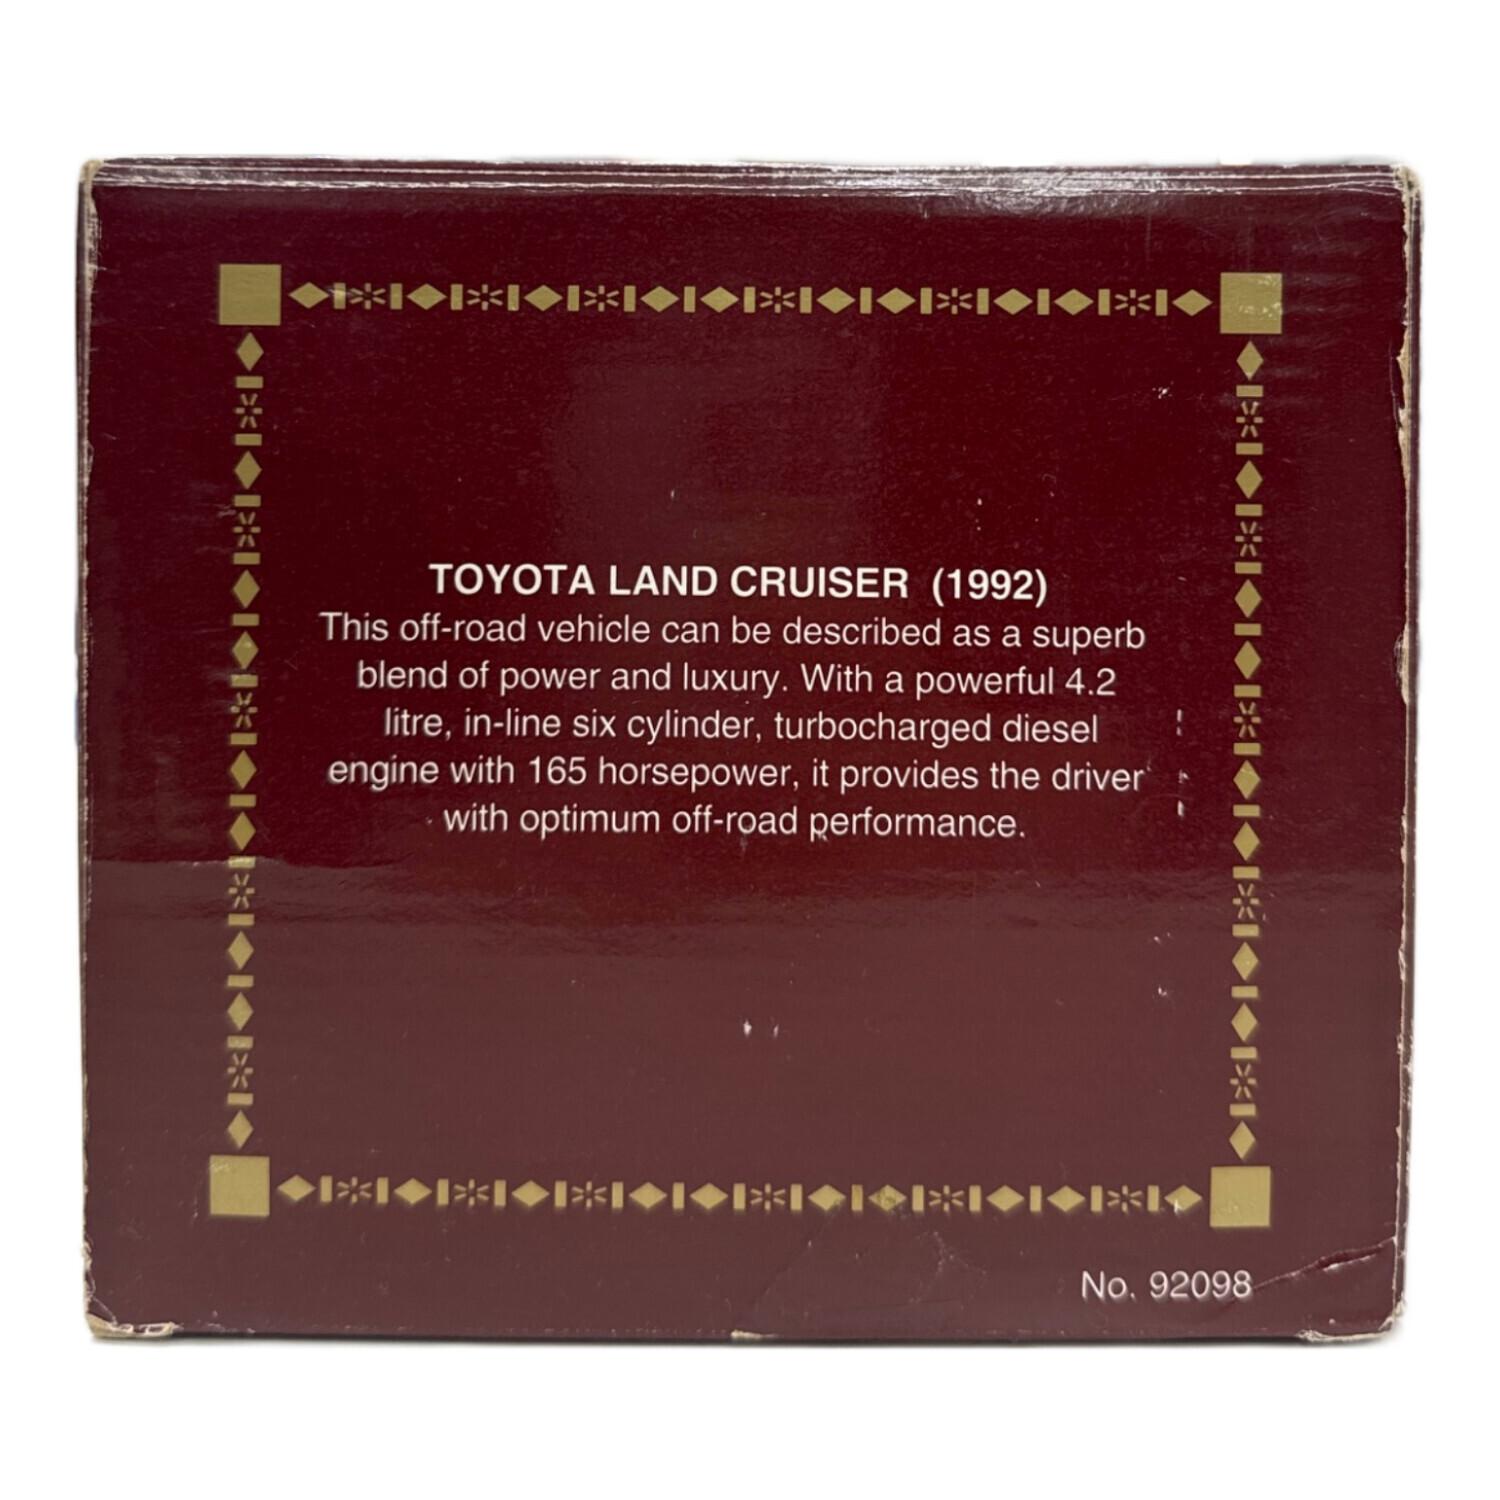 TOYOTA LAND CRUISER (1992)
This off-road vehicle can be described as a superb
blend of power and luxury. With a powerful 4.2
litre, in-line six cylinder, turbocharged diesel
engine with 165 horsepower, it provides the driver
with optimum off-road performance.
No. 92098